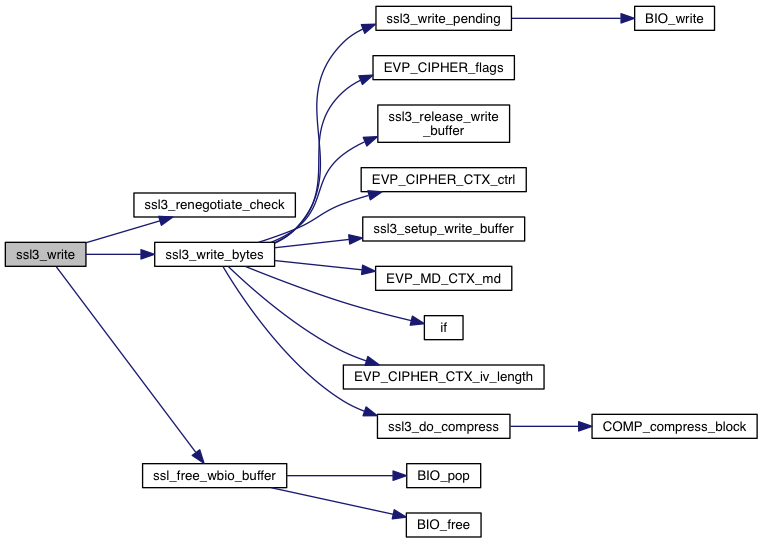 ssl3_write
ssl3_renegotiate_check
ssl3_write_bytes
ssl_free_wbio_buffer
ssl3_write_pending
EVP_CIPHER_flags
ssl3_release_write
_buffer
EVP_CIPHER_CTX_ctrl
ssl3_setup_write_buffer
EVP_MD_CTX_md
if
EVP_CIPHER_CTX_iv_length
ssl3_do_compress
BIO_pop
BIO_free
BIO_write
COMP_compress_block